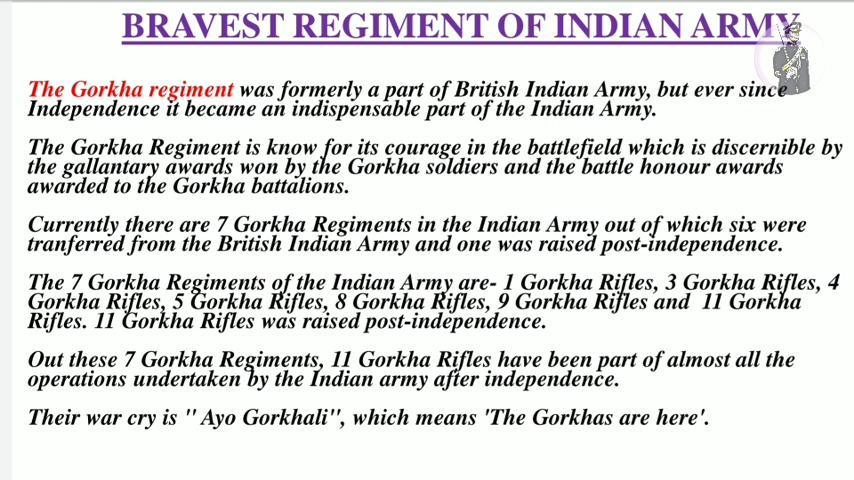 BRAVEST REGIMENT OF INDIAN ARMY
The Gorkha regiment was formerly a part of British Indian Army, but ever since
Independence it became an indispensable part of the Indian Army.
The Gorkha Regiment is know for its courage in the battlefield which is discernible by
the gallantary awards won by the Gorkha soldiers and the battle honour awards
awarded to the Gorkha battalions.
Currently there are 7 Gorkha Regiments in the Indian Army out of which six were
tranferred from the British Indian Army and one was raised post-independence.
The 7 Gorkha Regiments of the Indian Army are- 1 Gorkha Rifles, 3 Gorkha Rifles, 4
Gorkha Rifles, 5 Gorkha Rifles, 8 Gorkha Rifles, 9 Gorkha Rifles and  11 Gorkha
Rifles. 11 Gorkha Rifles was raised post-independence.
Out these 7 Gorkha Regiments, 11 Gorkha Rifles have been part of almost all the
operations undertaken by the Indian army after independence.
Their war cry is " Ayo Gorkhali", which means 'The Gorkhas are here'.